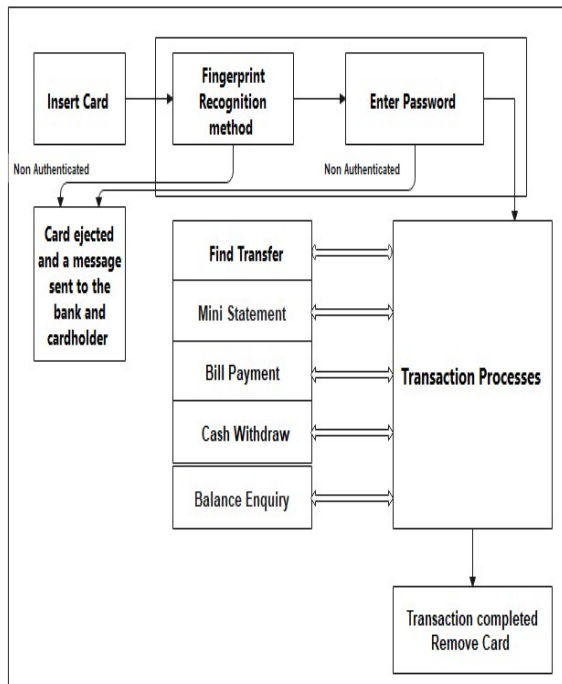 Insert Card
Fingerprint
Recognition
method
Enter Password
Non Authenticated
Non Authenticated
Card ejected
and a message
sent to the
bank and
cardholder
Find Transfer
Mini Statement
Bill Payment
Cash Withdraw
Balance Enquiry
Transaction Processes
Transaction completed
Remove Card